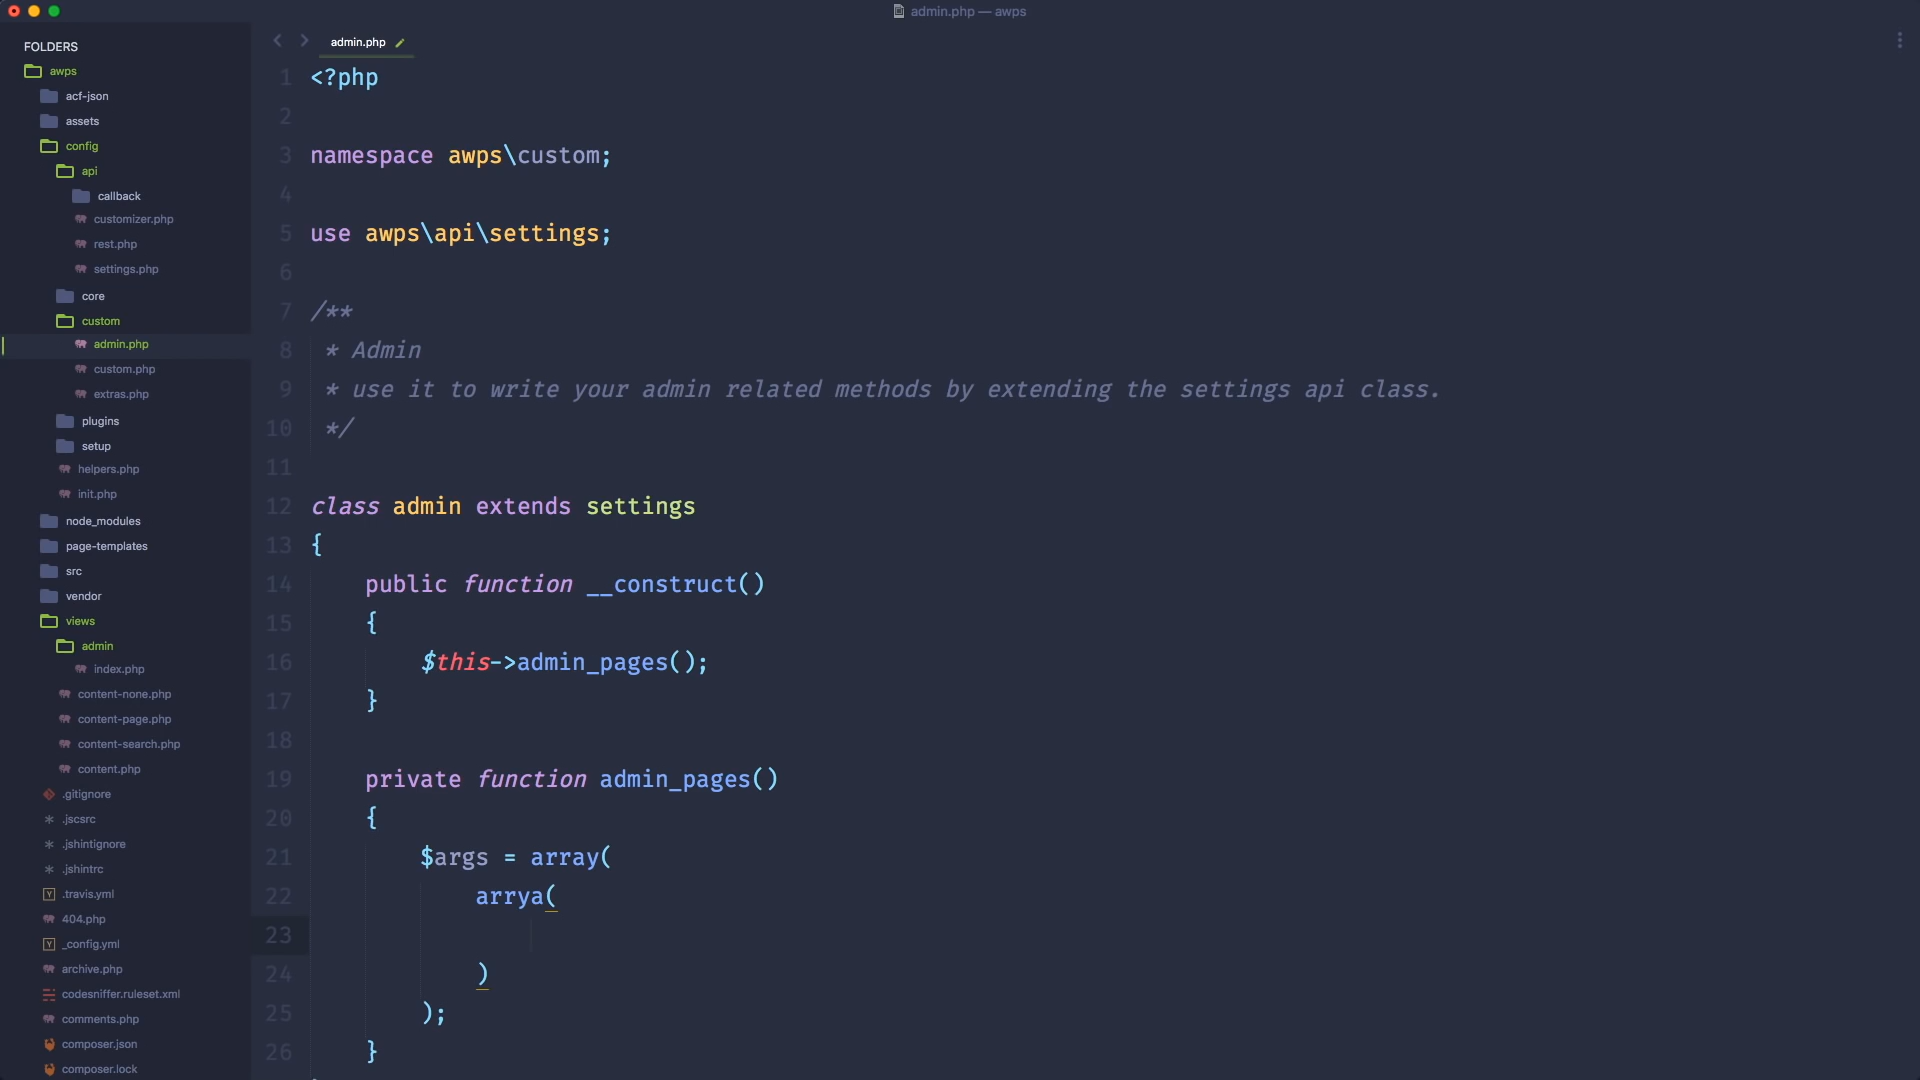 admin.php — awps
FOLDERS
awps
acf-json
assets
config
api
callback
customizer.php
rest.php
settings.php
core
custom
admin.php
custom.php
extras.php
plugins
setup
helpers.php
init.php
node_modules
page-templates
src
vendor
views
admin
index.php
content-none.php
content-page.php
content-search.php
content.php
.gitignore
.jscsrc
.jshintignore
.jshintrc
.travis.yml
404.php
_config.yml
archive.php
codesniffer.ruleset.xml
comments.php
composer.json
composer.lock
admin.php
1 <?php
2
3 namespace awps\custom;
4
5 use awps\api\settings;
6
7 /**
8 * Admin
9 * use it to write your admin related methods by extending the settings api class.
10 */
11
12 class admin extends settings
13 {
14 public function __construct()
15 {
16 $this->admin_pages();
17 }
18
19 private function admin_pages()
20 {
21 $args = array(
22 arrya(
23
24 )
25 );
26 }